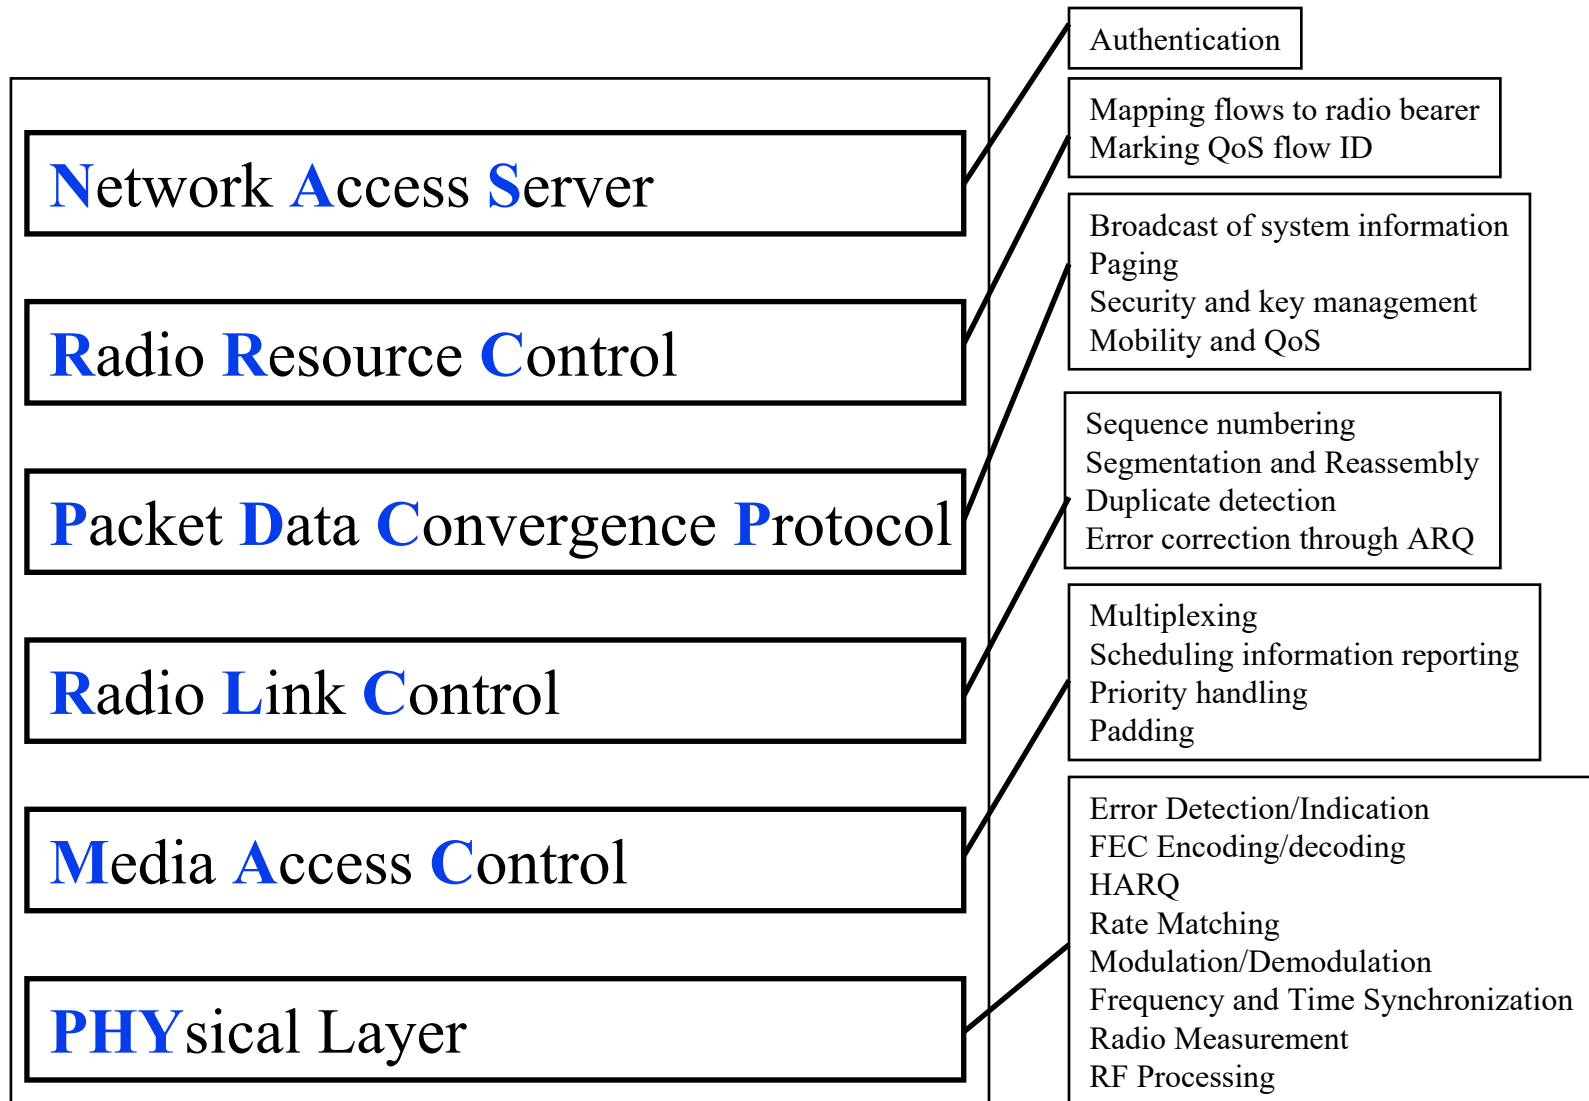 Authentication
Network Access Server
Mapping flows to radio bearer
Marking QoS flow ID
Radio Resource Control
Broadcast of system information
Paging
Security and key management
Mobility and QoS
Packet Data Convergence Protocol
Sequence numbering
Segmentation and Reassembly
Duplicate detection
Error correction through ARQ
Radio Link Control
Multiplexing
Scheduling information reporting
Priority handling
Padding
Media Access Control
Error Detection/Indication
FEC Encoding/decoding
HARQ
Rate Matching
Modulation/Demodulation
Frequency and Time Synchronization
Radio Measurement
RF Processing
PHYsical Layer